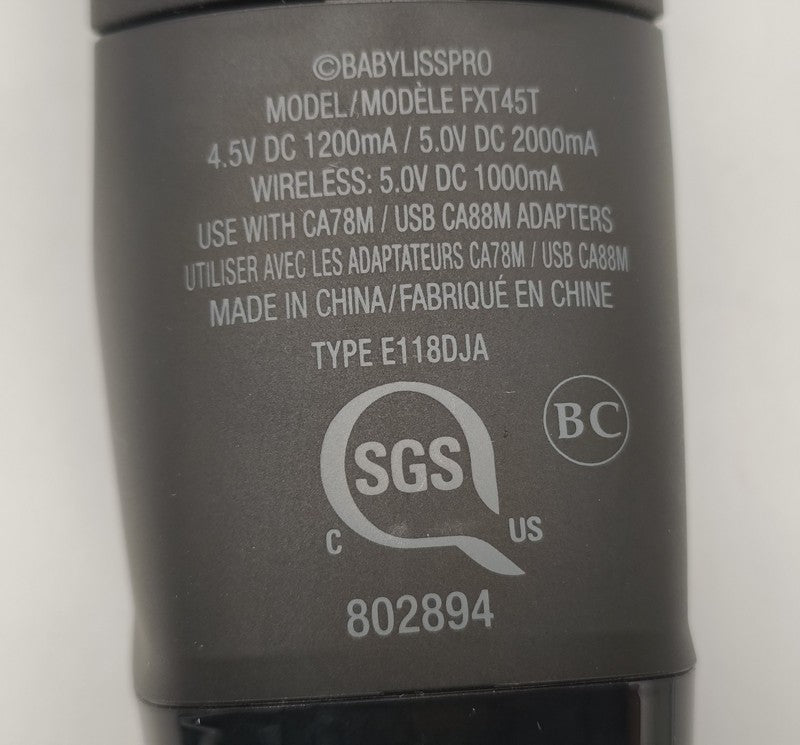 ©BABYLISSPRO
MODEL/MODÈLE FXT45T
4.5V DC 1200mA / 5.0V DC 2000mA
WIRELESS: 5.0V DC 1000mA
USE WITH CA78M / USB CA88M ADAPTERS
UTILISER AVEC LES ADAPTATEURS CA78M / USB CA88M
MADE IN CHINA/FABRIQUÉ EN CHINE
TYPE E118DJA
BC
SGS
C US
802894